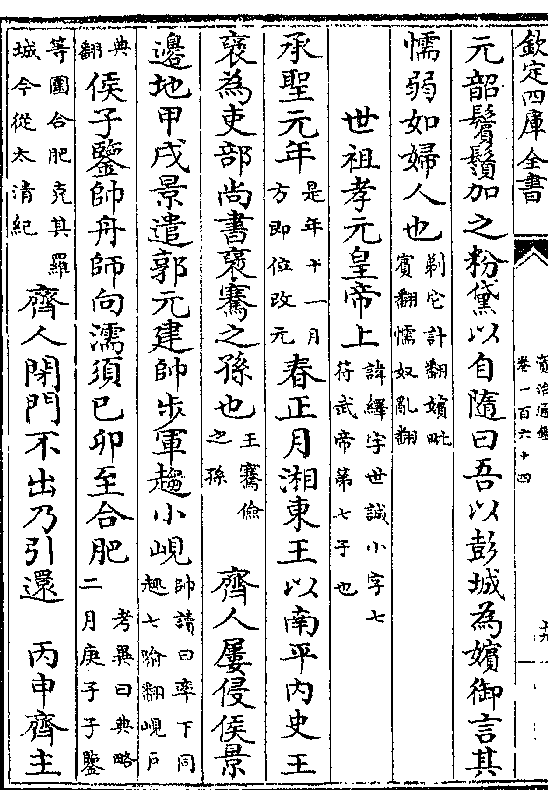 欽定四庫全書
資治通鑑
卷一百六十四
元韶鬢鬚加之粉黛以自隨曰吾以彭城為嬪御言其
懦弱如婦人也剃它計翻嬪毗賓翻懦奴亂翻
世祖孝元皇帝上諱繹字世誠小字七符武帝第七子也
承聖元年是年十一月方即位改元春正月湘東王以南平內史王
襃為吏部尚書襃騫之孫也王騫儉之孫齊人屢侵侯景
邊地甲戌景遣郭元建帥步軍趨小峴帥讀曰率下同趨七喻翻峴戸
典翻侯子鑒帥舟師向濡須已卯至合肥考異曰典略二月庚子子鑒
等圍合肥克其羅城今從太清紀齊人閉門不出乃引還丙申齊主